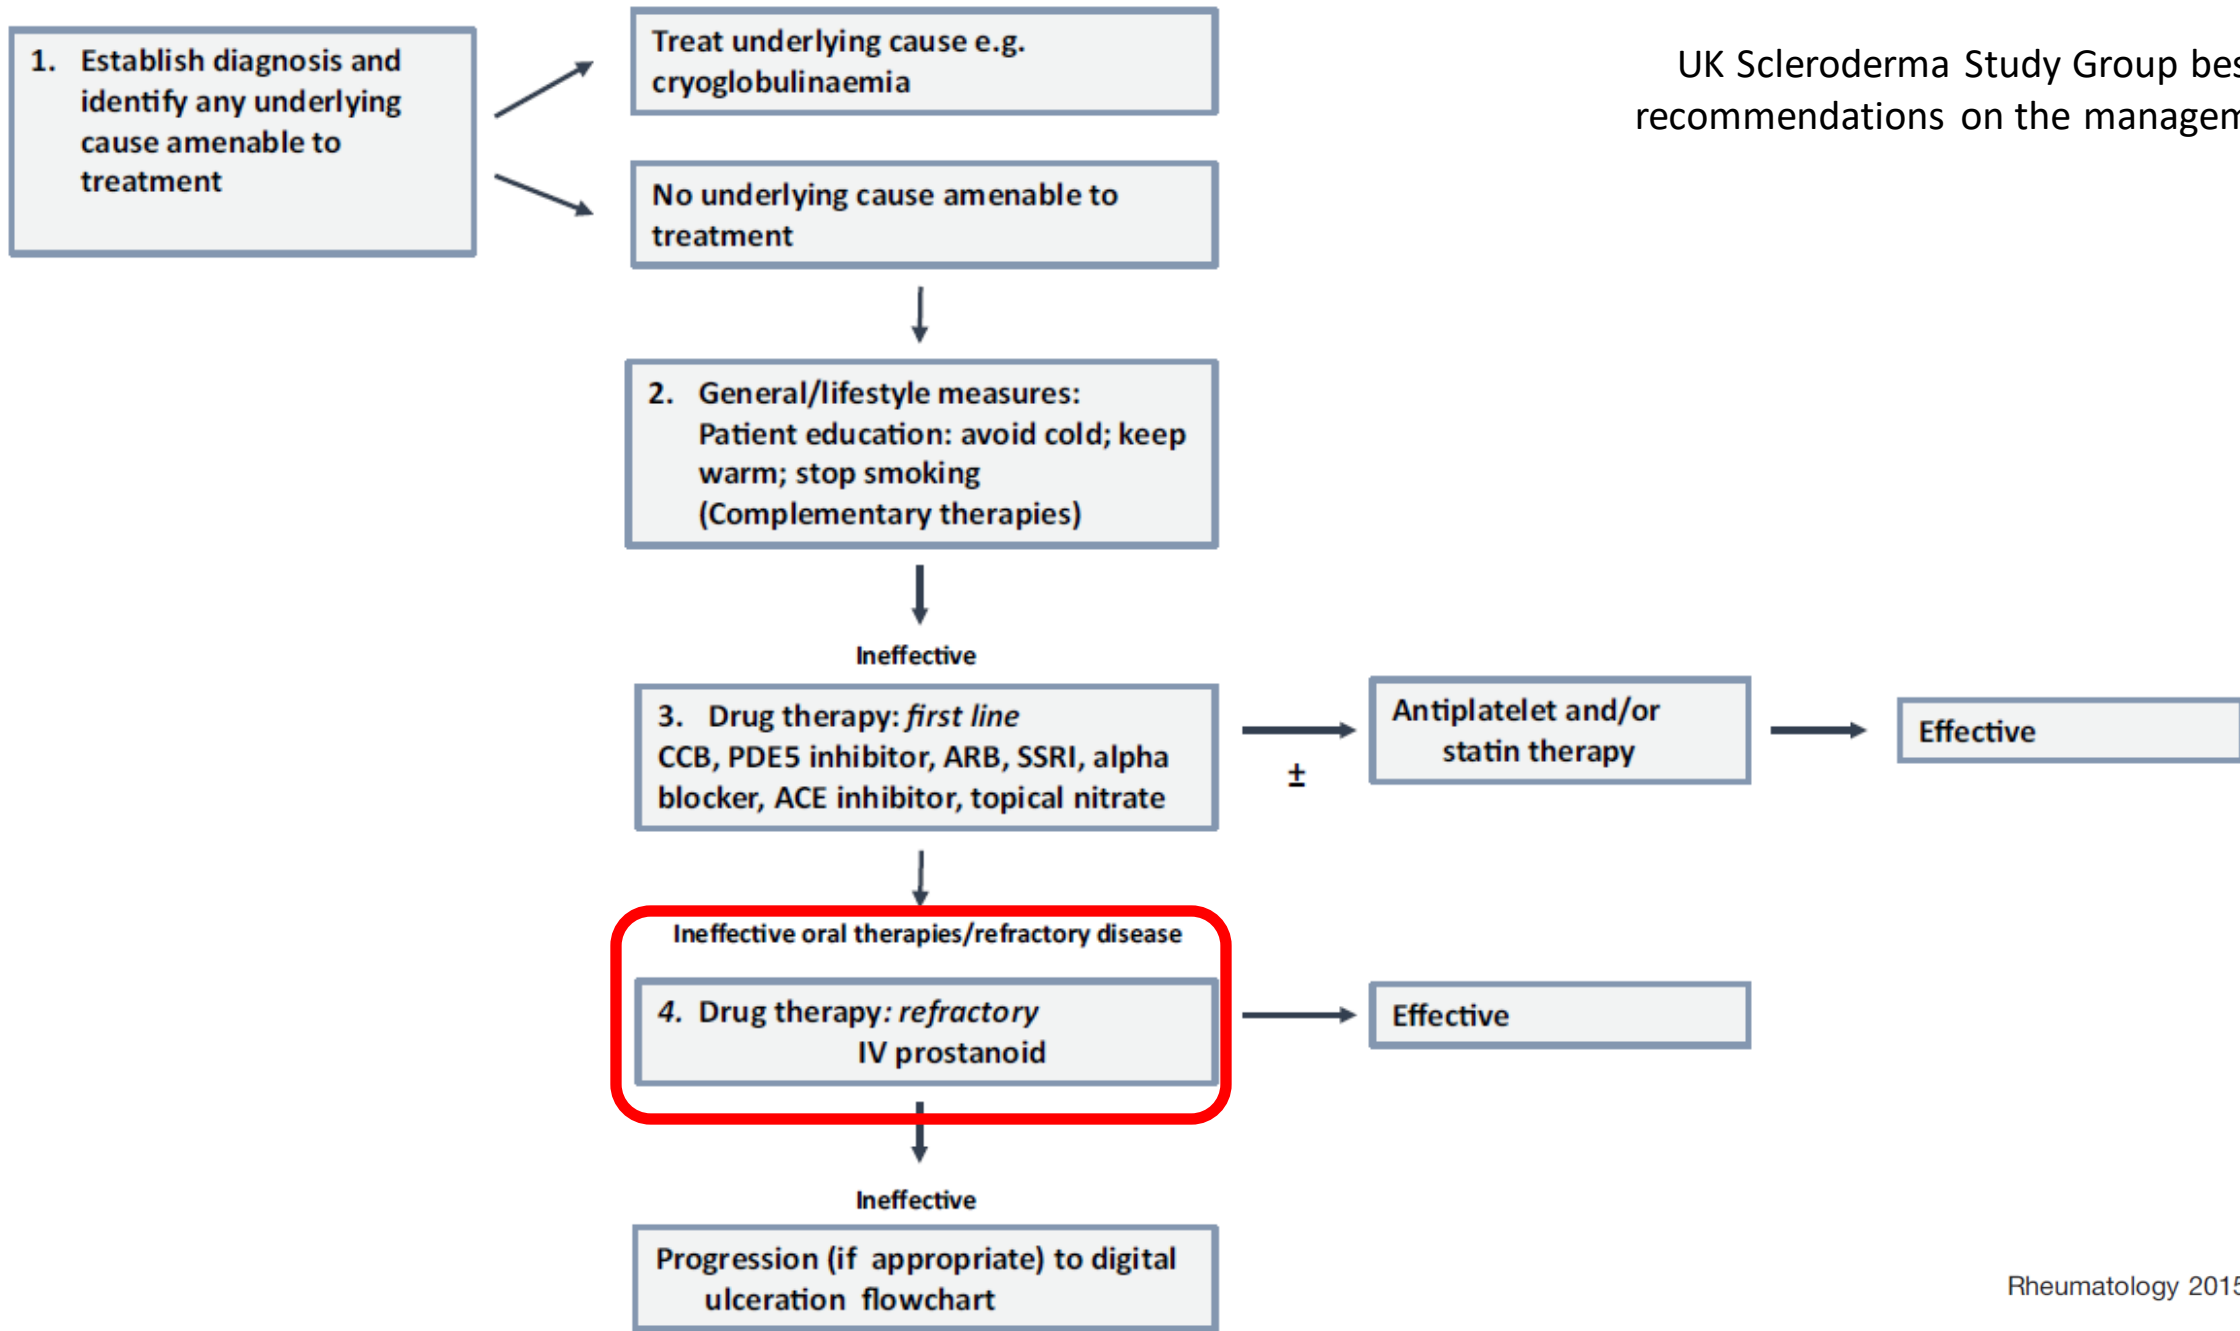 1. Establish diagnosis and
identify any underlying
cause amenable to
treatment
Treat underlying cause e.g.
cryoglobulinaemia
No underlying cause amenable to
treatment
UK Scleroderma Study Group
recommendations on the
2. General/lifestyle measures:
Patient education: avoid cold; keep
warm; stop smoking
(Complementary therapies)
Ineffective
3. Drug therapy: first line
CCB, PDE5 inhibitor, ARB, SSRI, alpha
blocker, ACE inhibitor, topical nitrate
±
Antiplatelet and/or
statin therapy
Effective
Ineffective oral therapies/refractory disease
4. Drug therapy: refractory
IV prostanoid
Effective
Ineffective
Progression (if appropriate) to digital
ulceration flowchart
Rheumatology 2015